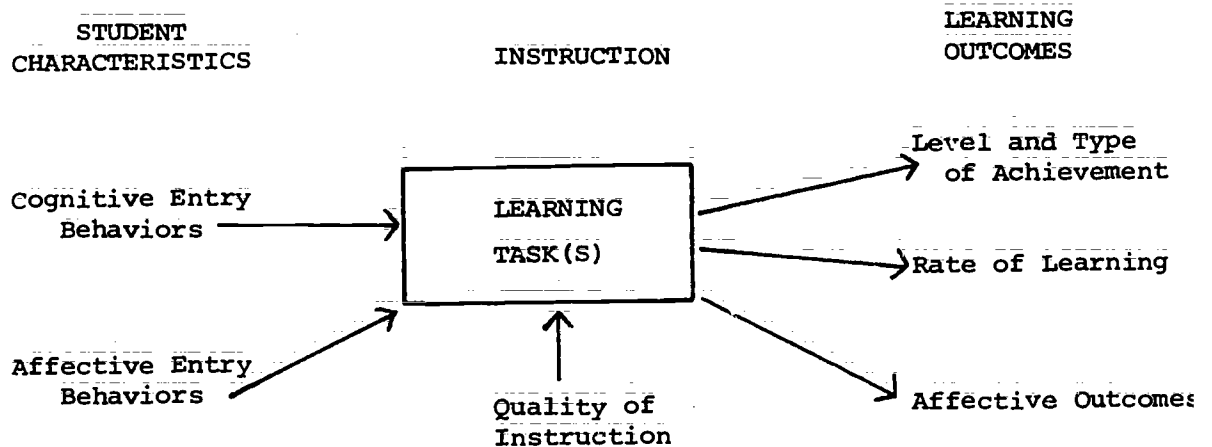 STUDENT
CHARACTERISTICS
INSTRUCTION
LEARNING
OUTCOMES
Cognitive Entry
Behaviors
Affective Entry
Behaviors
LEARNING
TASK(S)
Quality of
Instruction
Level and Type
of Achievement
Rate of Learning
Affective Outcomes